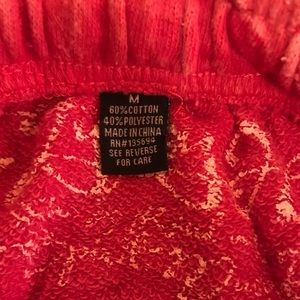 M
60%COTTON
40%POLYESTER
MADE IN CHINA
RN#135694
SEE REVERSE
FOR CARE